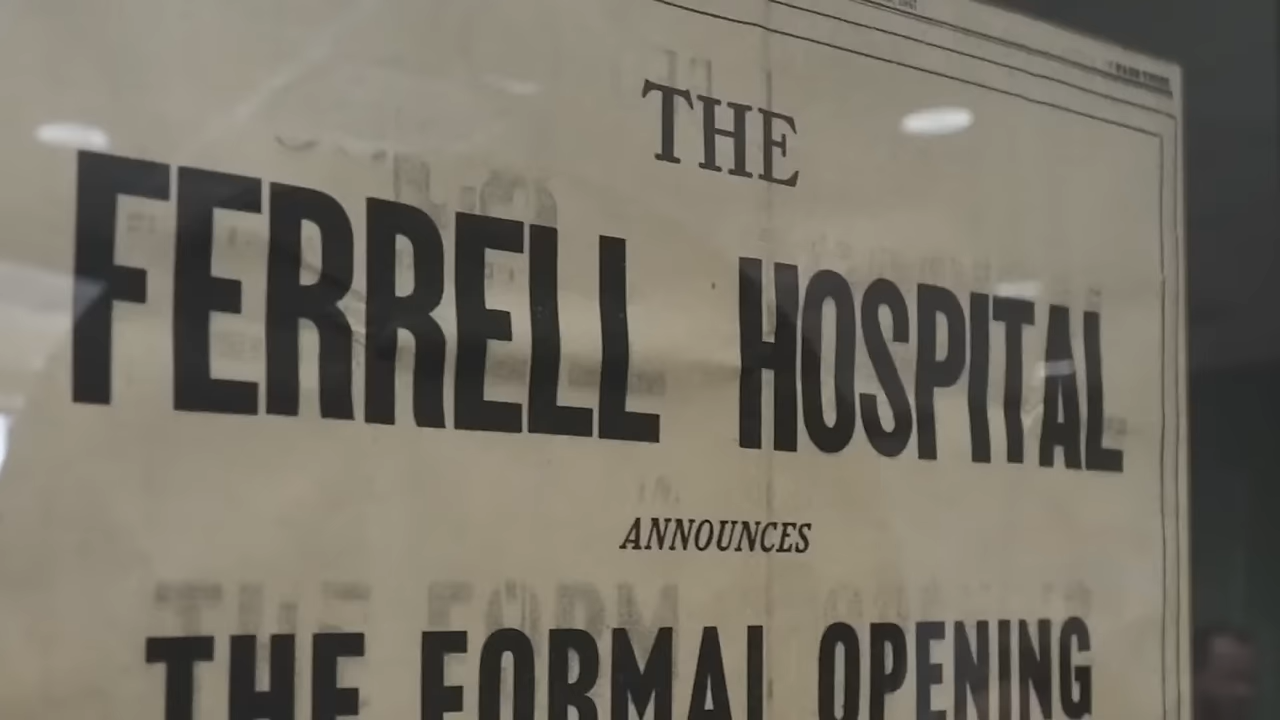 THE
FERRELL HOSPITAL
ANNOUNCES
THE FORMAL OPENING